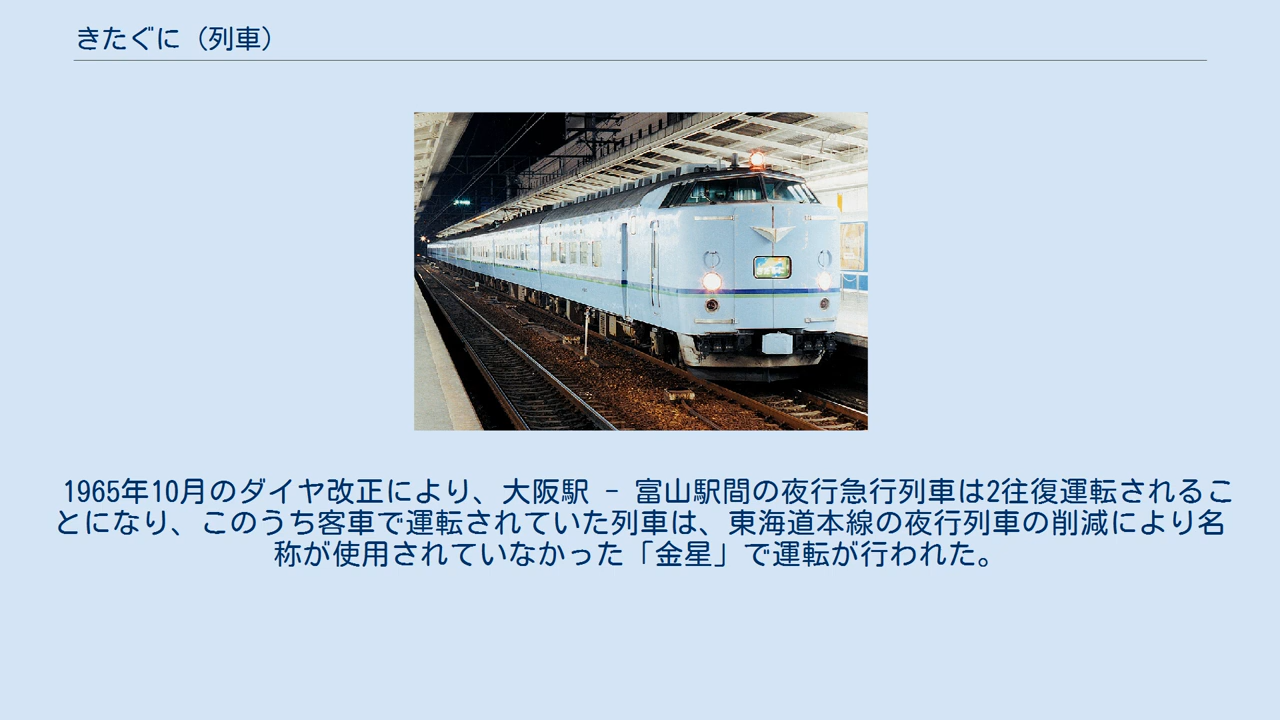 きたぐに（列車）
1965年10月のダイヤ改正により、大阪駅 - 富山駅間の夜行急行列車は2往復運転されるこ
とになり、このうち客車で運転されていた列車は、東海道本線の夜行列車の削減により名
称が使用されていなかった「金星」で運転が行われた。